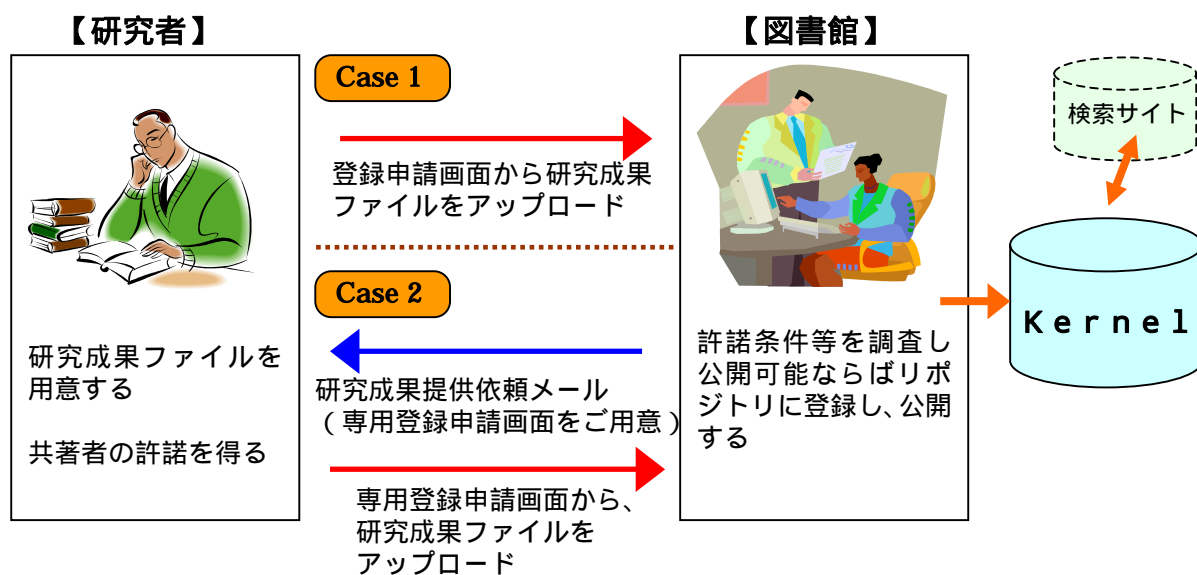 【研究者】
研究成果ファイルを
用意する
共著者の許諾を得る
Case 1
登録申請画面から研究成果
ファイルをアップロード
Case 2
研究成果提供依頼メール
(専用登録申請画面をご用意)
専用登録申請画面から、
研究成果ファイルを
アップロード
【図書館】
許諾条件等を調査し
公開可能ならばリポ
ジトリに登録し、公開
する
検索サイト
Kernel